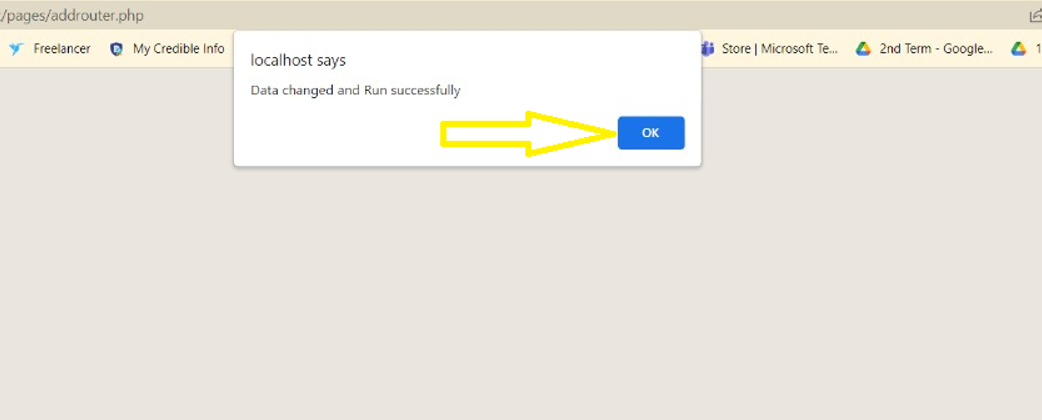 /pages/addrouter.php
Freelancer My Credible Info Store | Microsoft Te... 2nd Term - Google... 1
localhost says
Data changed and Run successfully
OK